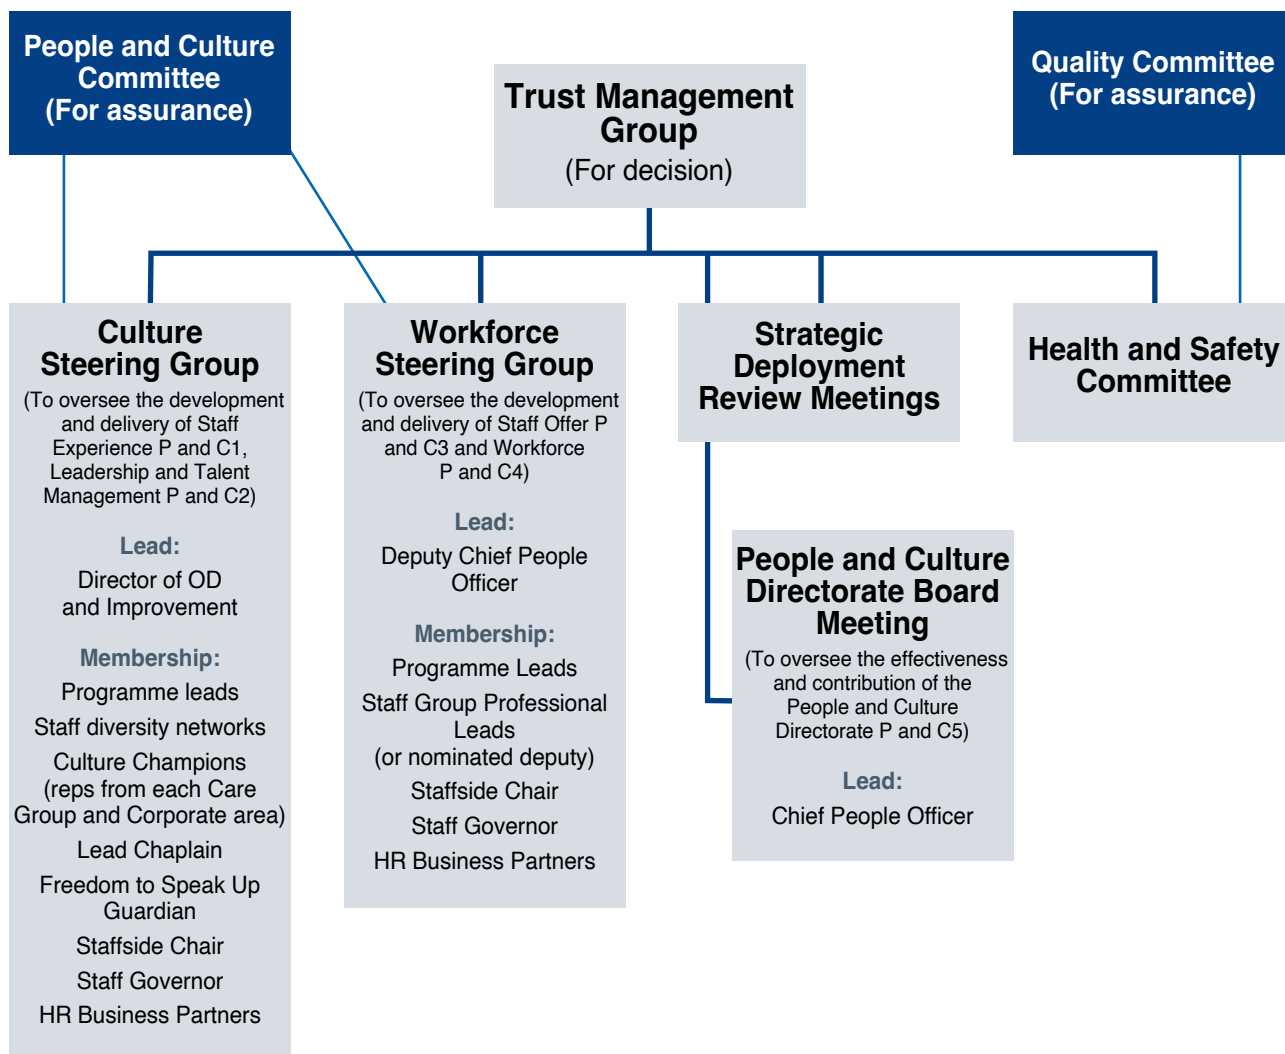 People and Culture
Committee
(For assurance)
Trust Management
Group
(For decision)
Quality Committee
(For assurance)
Culture
Steering Group
(To oversee the development
and delivery of Staff
Experience P and C1,
Leadership and Talent
Management P and C2)
Lead:
Director of OD
and Improvement
Membership:
Programme leads
Staff diversity networks
Culture Champions
(reps from each Care
Group and Corporate area)
Lead Chaplain
Freedom to Speak Up
Guardian
Staffside Chair
Staff Governor
HR Business Partners
Workforce
Steering Group
(To oversee the development
and delivery of Staff Offer P
and C3 and Workforce
P and C4)
Lead:
Deputy Chief People
Officer
Membership:
Programme Leads
Staff Group Professional
Leads
(or nominated deputy)
Staffside Chair
Staff Governor
HR Business Partners
Strategic
Deployment
Review Meetings
People and Culture
Directorate Board
Meeting
(To oversee the effectiveness
and contribution of the
People and Culture
Directorate P and C5)
Lead:
Chief People Officer
Health and Safety
Committee